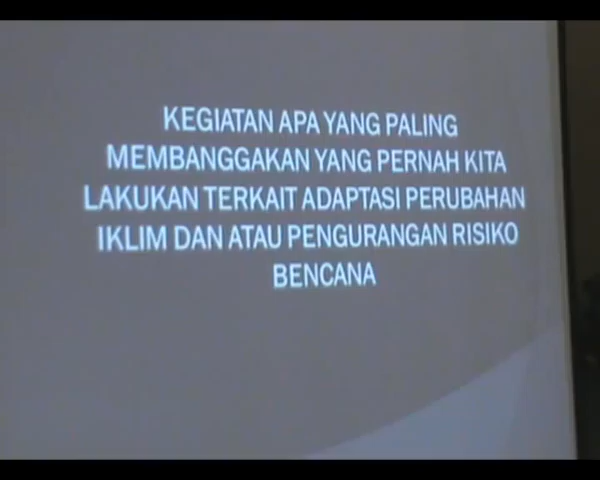 KEGIATAN APA YANG PALING
MEMBANGGAKAN YANG PERNAH KITA
LAKUKAN TERKAIT ADAPTASI PERUBAHAN
IKLIM DAN ATAU PENGURANGAN RISIKO
BENCANA